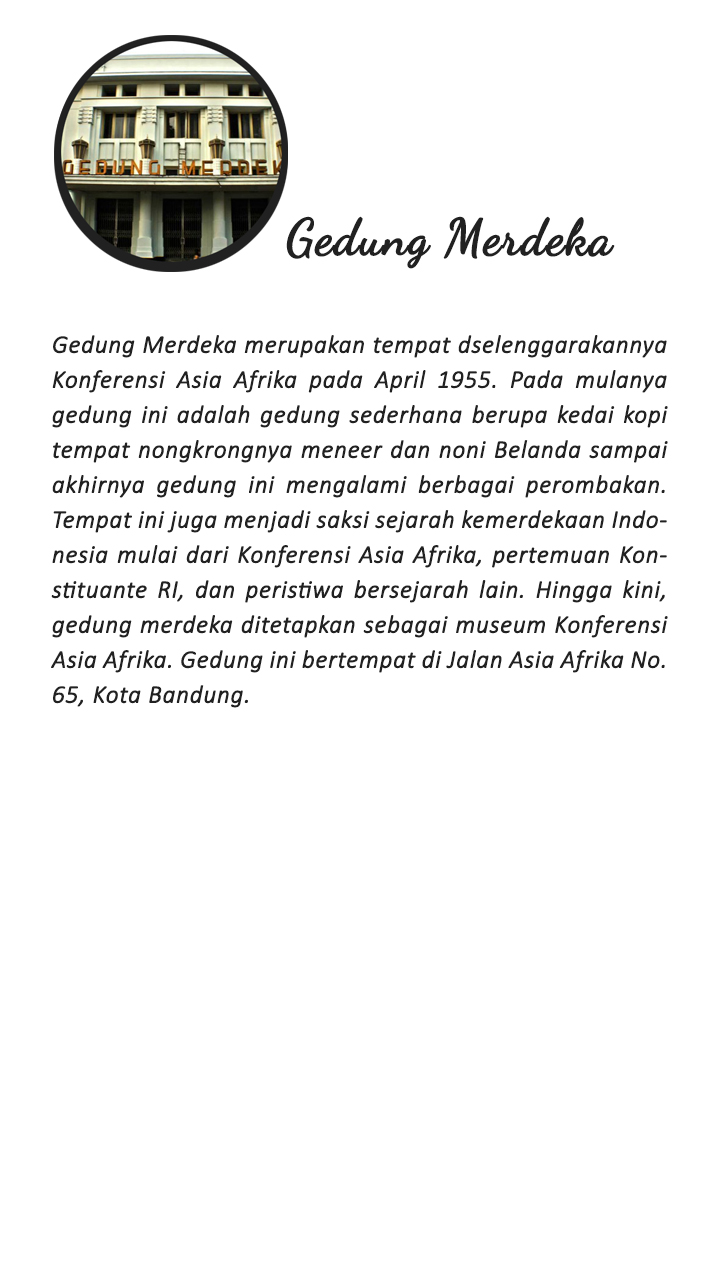 GEDUNG MERDEK
Gedung Merdeka
Gedung Merdeka merupakan tempat dselenggarakannya
Konferensi Asia Afrika pada April 1955. Pada mulanya
gedung ini adalah gedung sederhana berupa kedai kopi
tempat nongkrongnya meneer dan noni Belanda sampai
akhirnya gedung ini mengalami berbagai perombakan.
Tempat ini juga menjadi saksi sejarah kemerdekaan Indo-
nesia mulai dari Konferensi Asia Afrika, pertemuan Kon-
stituante RI, dan peristiwa bersejarah lain. Hingga kini,
gedung merdeka ditetapkan sebagai museum Konferensi
Asia Afrika. Gedung ini bertempat di Jalan Asia Afrika No.
65, Kota Bandung.